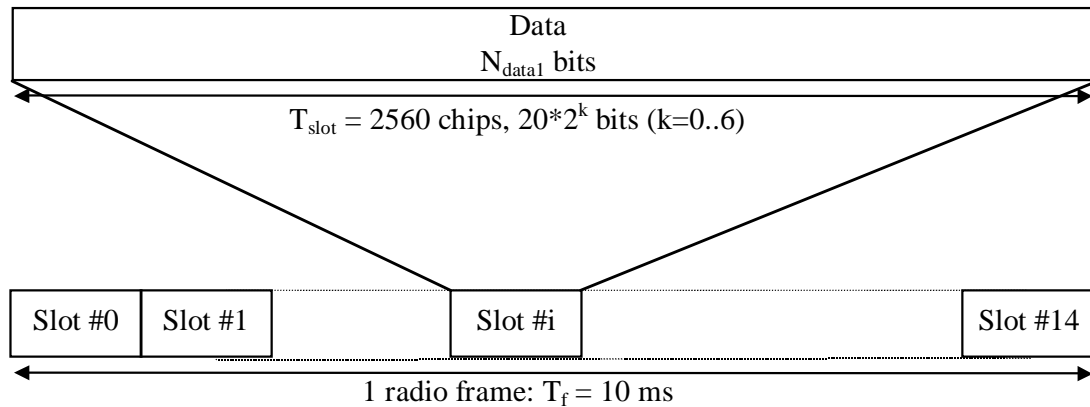 Data
N_data1 bits
T_slot = 2560 chips, 20*2^k bits (k=0..6)
Slot #0 Slot #1 Slot #i Slot #14
1 radio frame: T_f = 10 ms